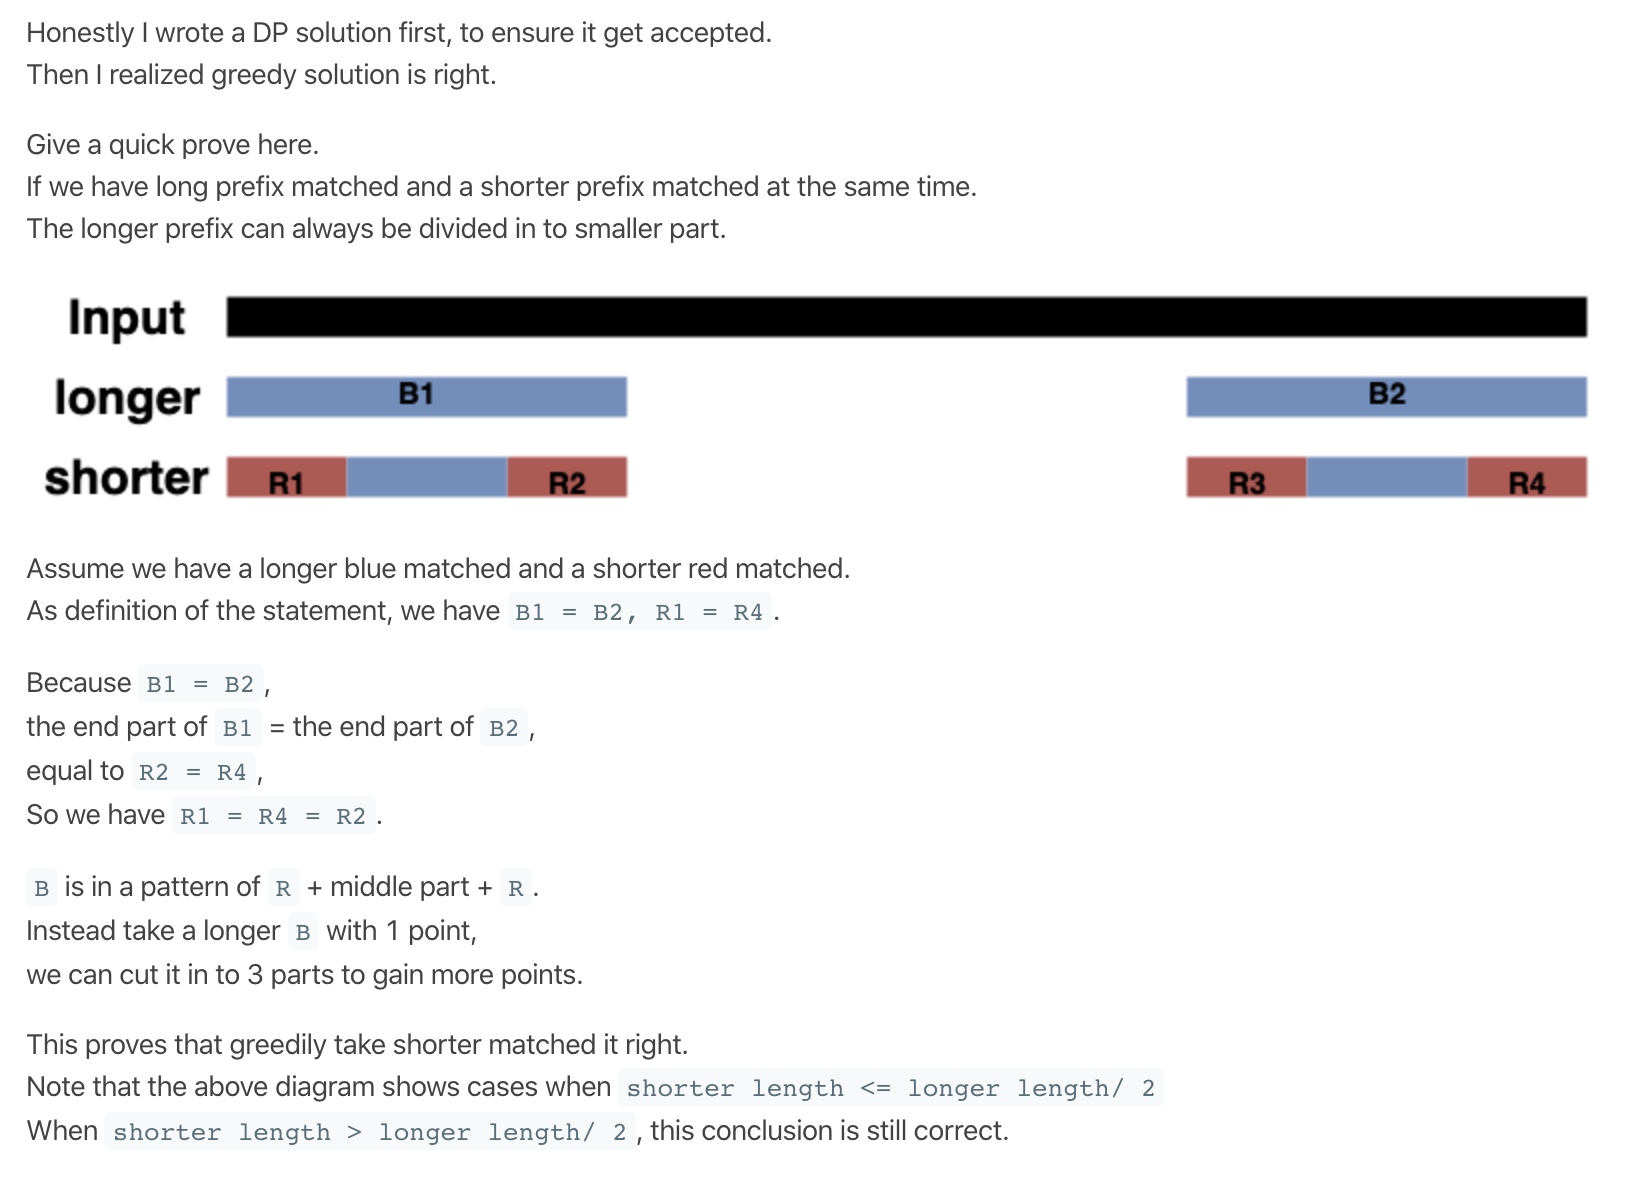 Honestly I wrote a DP solution first, to ensure it get accepted.
Then I realized greedy solution is right.
Give a quick prove here.
If we have long prefix matched and a shorter prefix matched at the same time.
The longer prefix can always be divided in to smaller part.
Input
longer B1 B2
shorter R1 R2 R3 R4
Assume we have a longer blue matched and a shorter red matched.
As definition of the statement, we have B1 = B2, R1 = R4.
Because B1 = B2,
the end part of B1 = the end part of B2,
equal to R2 = R4,
So we have R1 = R4 = R2.
B is in a pattern of R + middle part + R.
Instead take a longer B with 1 point,
we can cut it in to 3 parts to gain more points.
This proves that greedily take shorter matched it right.
Note that the above diagram shows cases when shorter length <= longer length/ 2
When shorter length > longer length/ 2, this conclusion is still correct.